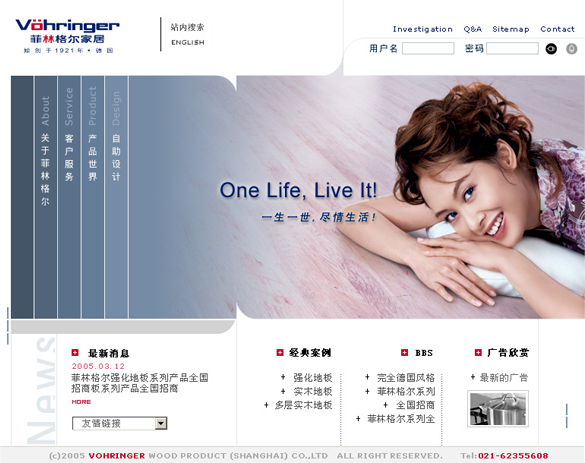 Vöhringer
菲林格尔家居
始创于1921年·德国
站内搜索
ENGLISH
Investigation Q&A Sitemap Contact
用户名 密码
About
关于菲林格尔
Service
客户服务
Product
产品世界
Design
自助设计
One Life, Live It!
一生一世,尽情生活!
News
最新消息
2005.03.12
菲林格尔强化地板系列产品全国
招商板系列产品全国招商
MORE
友情链接
经典案例
强化地板
实木地板
多层实木地板
BBS
完全德国风格
菲林格尔系列
全国招商
菲林格尔系列全
广告欣赏
最新的广告
(c)2005 VOHRINGER WOOD PRODUCT (SHANGHAI) CO.,LTD ALL RIGHT RESERVED. Tel:021-62355608